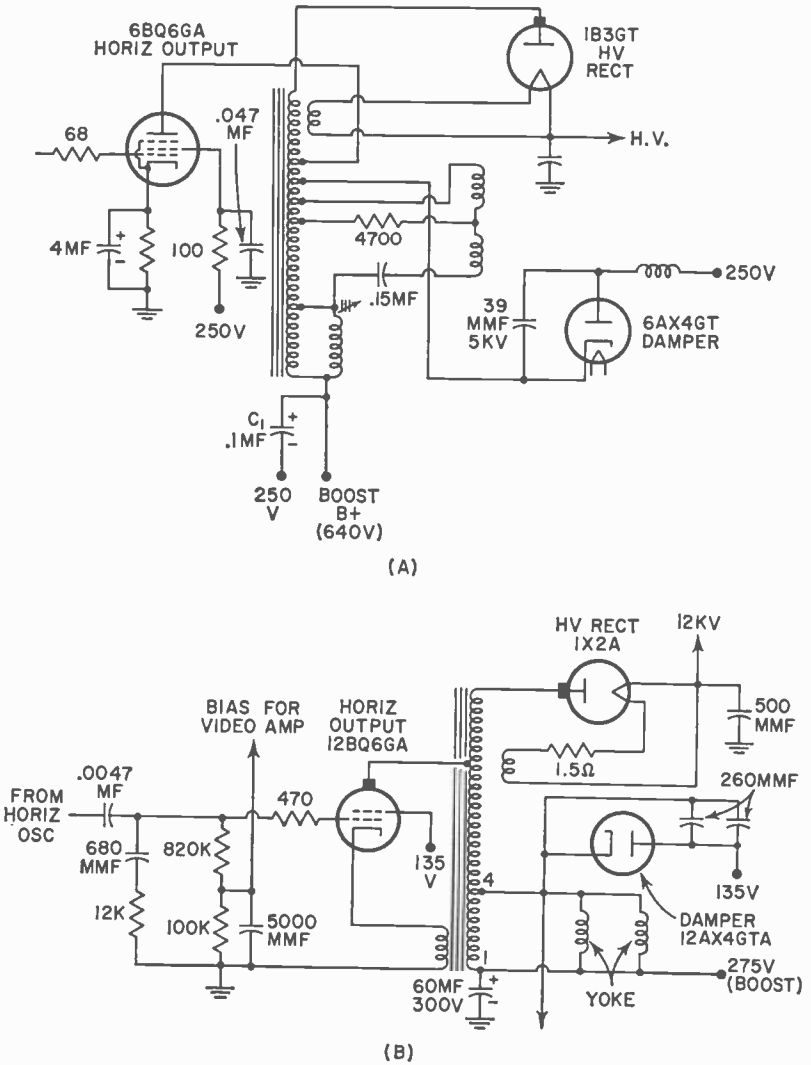 6BQ6GA
HORIZ OUTPUT
1B3GT
HV
RECT
.047
MF
68
H.V.
4MF
100
4700
250V
.15MF
39
MMF
5KV
250V
6AX4GT
DAMPER
C1
.1MF
250
V
BOOST
B+
(640V)
(A)
HV RECT
1X2A
12KV
BIAS FOR
VIDEO AMP
HORIZ
OUTPUT
12BQ6GA
500
MMF
1.5Ω
.0047
MF
FROM
HORIZ
OSC
470
260MMF
680
MMF
820K
135
V
4
135V
12K
100K
5000
MMF
DAMPER
12AX4GTA
1
60MF
300V
YOKE
275V
(BOOST)
(B)